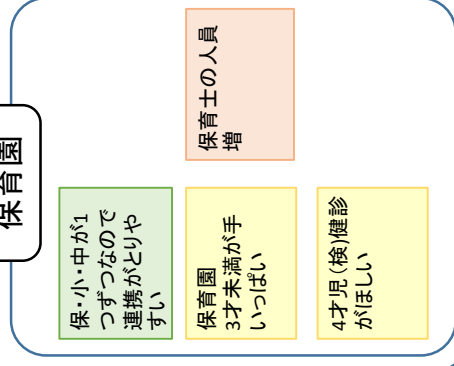 保育園
保・小・中が1
つずつなので
連携がとりや
すい
保育園
3才未満が手
いっぱい
4才児(検)健診
がほしい
保育士の人員
増